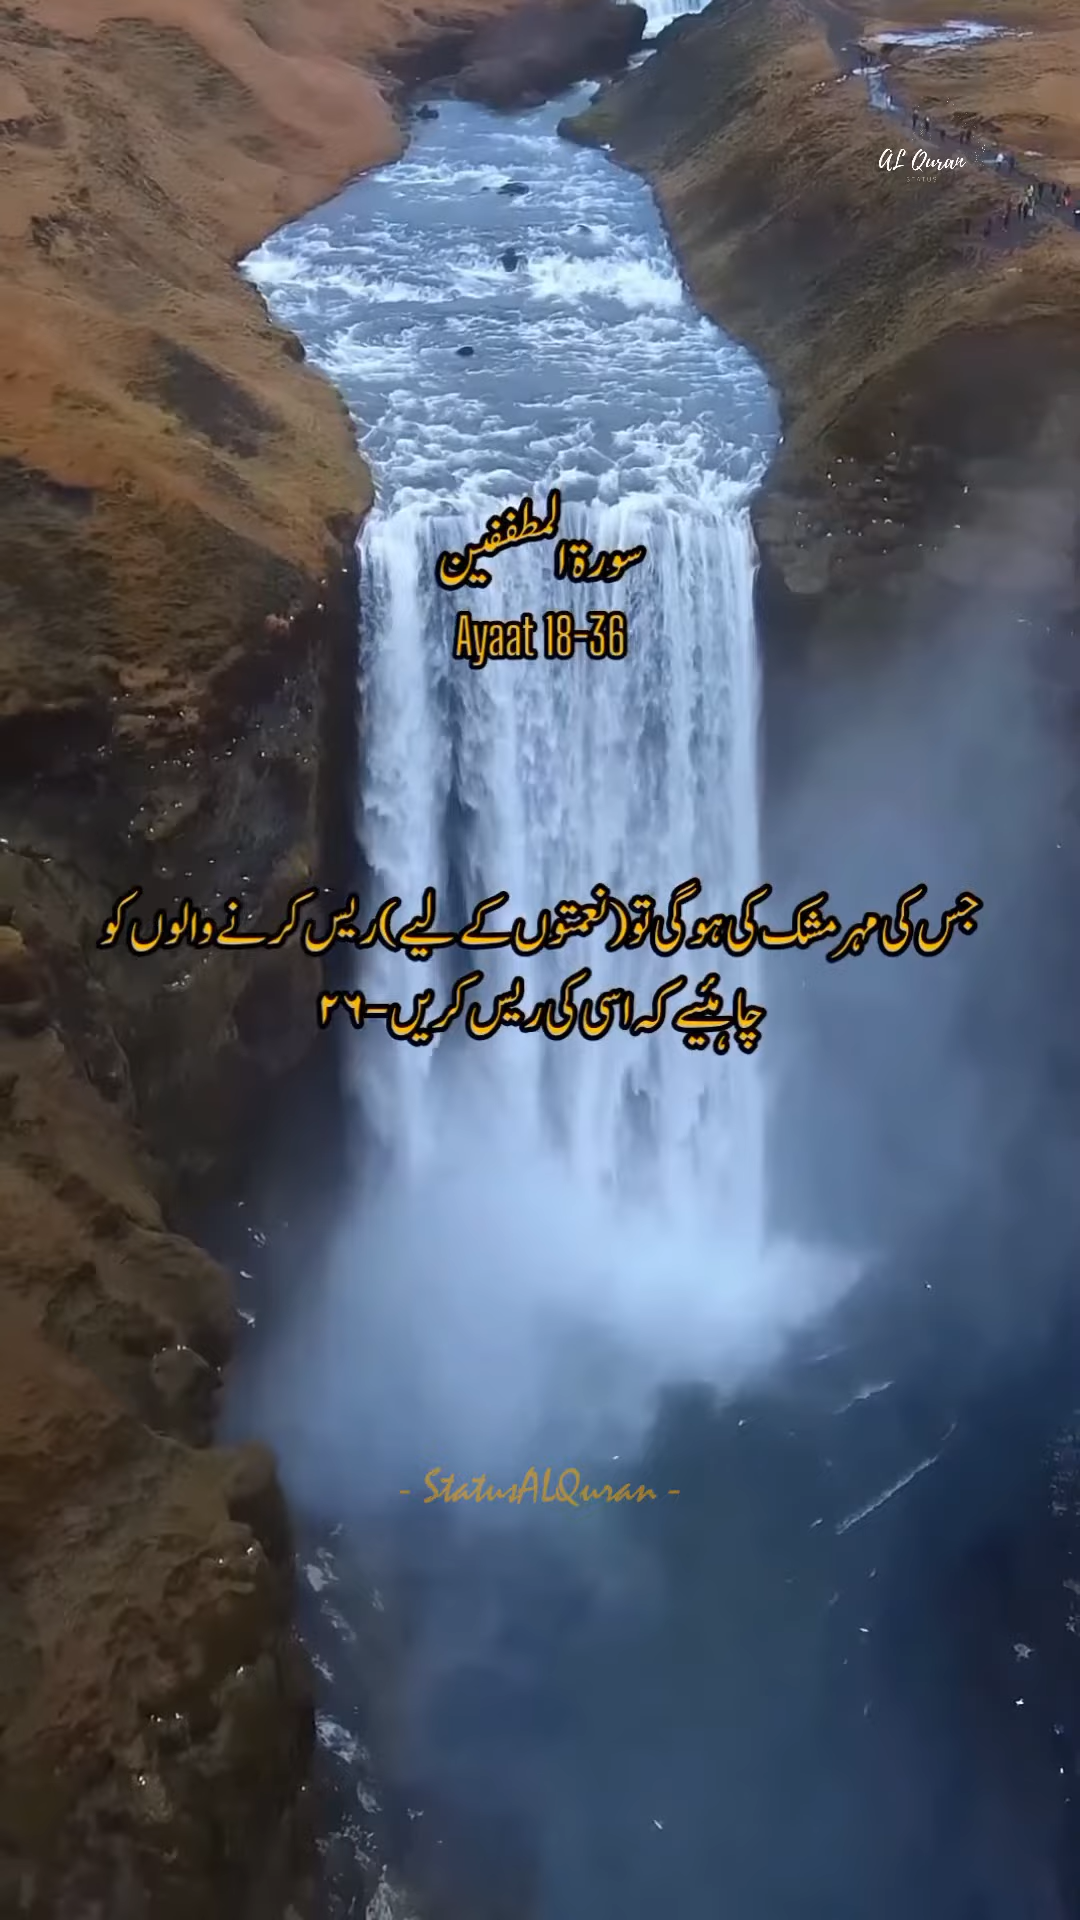 AL Quran
STATUS
سورۃ المطففین
Ayaat 18-36
جس کی مہر مشک کی ہو گی تو (نعمتوں کے لیے) ریس کرنے والوں کو
چاہئیے کہ اسی کی ریس کریں-۲۶
- StatusALQuran -